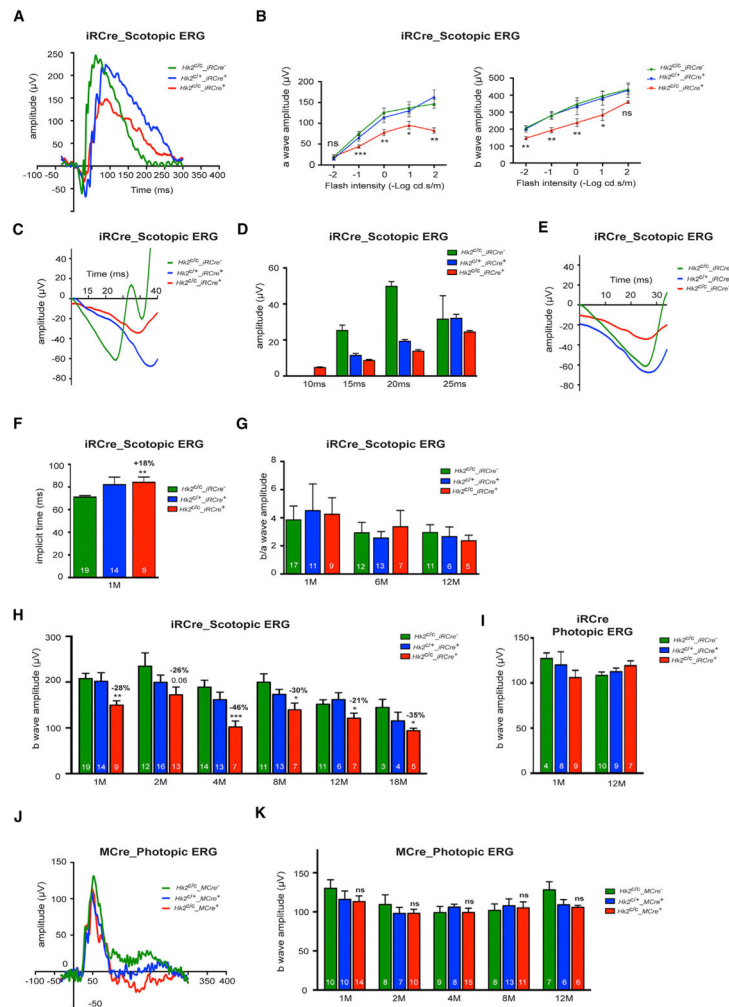 A
iRCre_Scotopic ERG
amplitude (µV)
250
200
150
100
50
-50
-100 -50 100 150 200 250 300 350 400
Time (ms)
Hk2c/c_iRCre-
Hk2c/+_iRCre+
Hk2c/c_iRCre+
B
iRCre_Scotopic ERG
a wave amplitude (µV)
200
150
100
50
0
ns
***
**
*
**
-2 -1 0 1 2
Flash intensity (-Log cd.s/m)
b wave amplitude (µV)
500
400
300
200
100
0
**
**
**
*
ns
-2 -1 0 1 2
Flash intensity (-Log cd.s/m)
Hk2c/c_iRCre-
Hk2c/+_iRCre+
Hk2c/c_iRCre+
C
iRCre_Scotopic ERG
amplitude (µV)
40
20
0
-20
-40
-60
-80
Time (ms)
10 20 30 40
Hk2c/c_iRCre-
Hk2c/+_iRCre+
Hk2c/c_iRCre+
D
iRCre_Scotopic ERG
amplitude (µV)
60
40
20
0
10ms 15ms 20ms 25ms
Hk2c/c_iRCre-
Hk2c/+_iRCre+
Hk2c/c_iRCre+
E
iRCre_Scotopic ERG
amplitude (µV)
40
20
0
-20
-40
-60
-80
Time (ms)
10 20 30
Hk2c/c_iRCre-
Hk2c/+_iRCre+
Hk2c/c_iRCre+
F
iRCre_Scotopic ERG
implicit time (ms)
100
80
60
40
20
0
+18%
**
19 14 9
1M
Hk2c/c_iRCre-
Hk2c/+_iRCre+
Hk2c/c_iRCre+
G
iRCre_Scotopic ERG
b/a wave amplitude
8
6
4
2
0
17 11 9 12 13 7 11 6 5
1M 6M 12M
Hk2c/c_iRCre-
Hk2c/+_iRCre+
Hk2c/c_iRCre+
H
iRCre_Scotopic ERG
b wave amplitude (µV)
300
200
100
0
-28%
**
-26%
0.06
-46%
***
-30%
*
-21%
*
-35%
*
19 14 9 12 16 13 14 13 7 11 13 7 11 6 7 3 4 5
1M 2M 4M 8M 12M 18M
Hk2c/c_iRCre-
Hk2c/+_iRCre+
Hk2c/c_iRCre+
I
iRCre
Photopic ERG
b wave amplitude (µV)
150
100
50
0
4 8 9 10 9 7
1M 12M
Hk2c/c_iRCre-
Hk2c/+_iRCre+
Hk2c/c_iRCre+
J
MCre_Photopic ERG
amplitude (µV)
150
100
50
-50
-100 -50 50 340 400
Hk2c/c_MCre-
Hk2c/+_MCre+
Hk2c/c_MCre+
K
MCre_Photopic ERG
b wave amplitude (µV)
200
150
100
50
0
ns ns ns ns ns
10 10 14 8 7 10 9 8 15 8 13 11 7 6 6
1M 2M 4M 8M 12M
Hk2c/c_MCre-
Hk2c/+_MCre+
Hk2c/c_MCre+